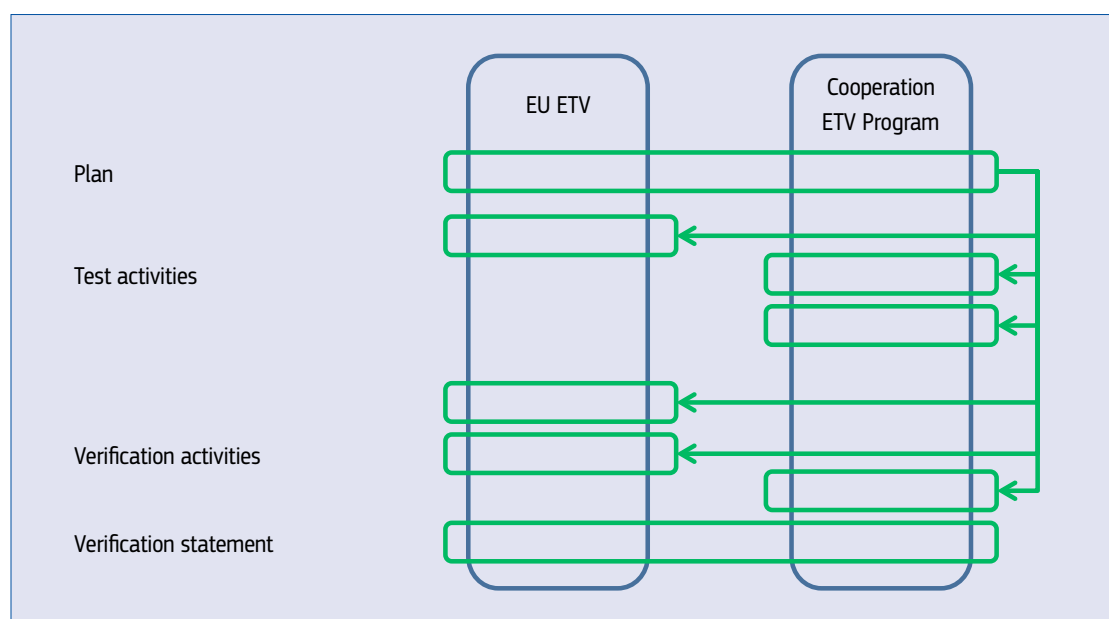 EU ETV
Cooperation
ETV Program
Plan
Test activities
Verification activities
Verification statement